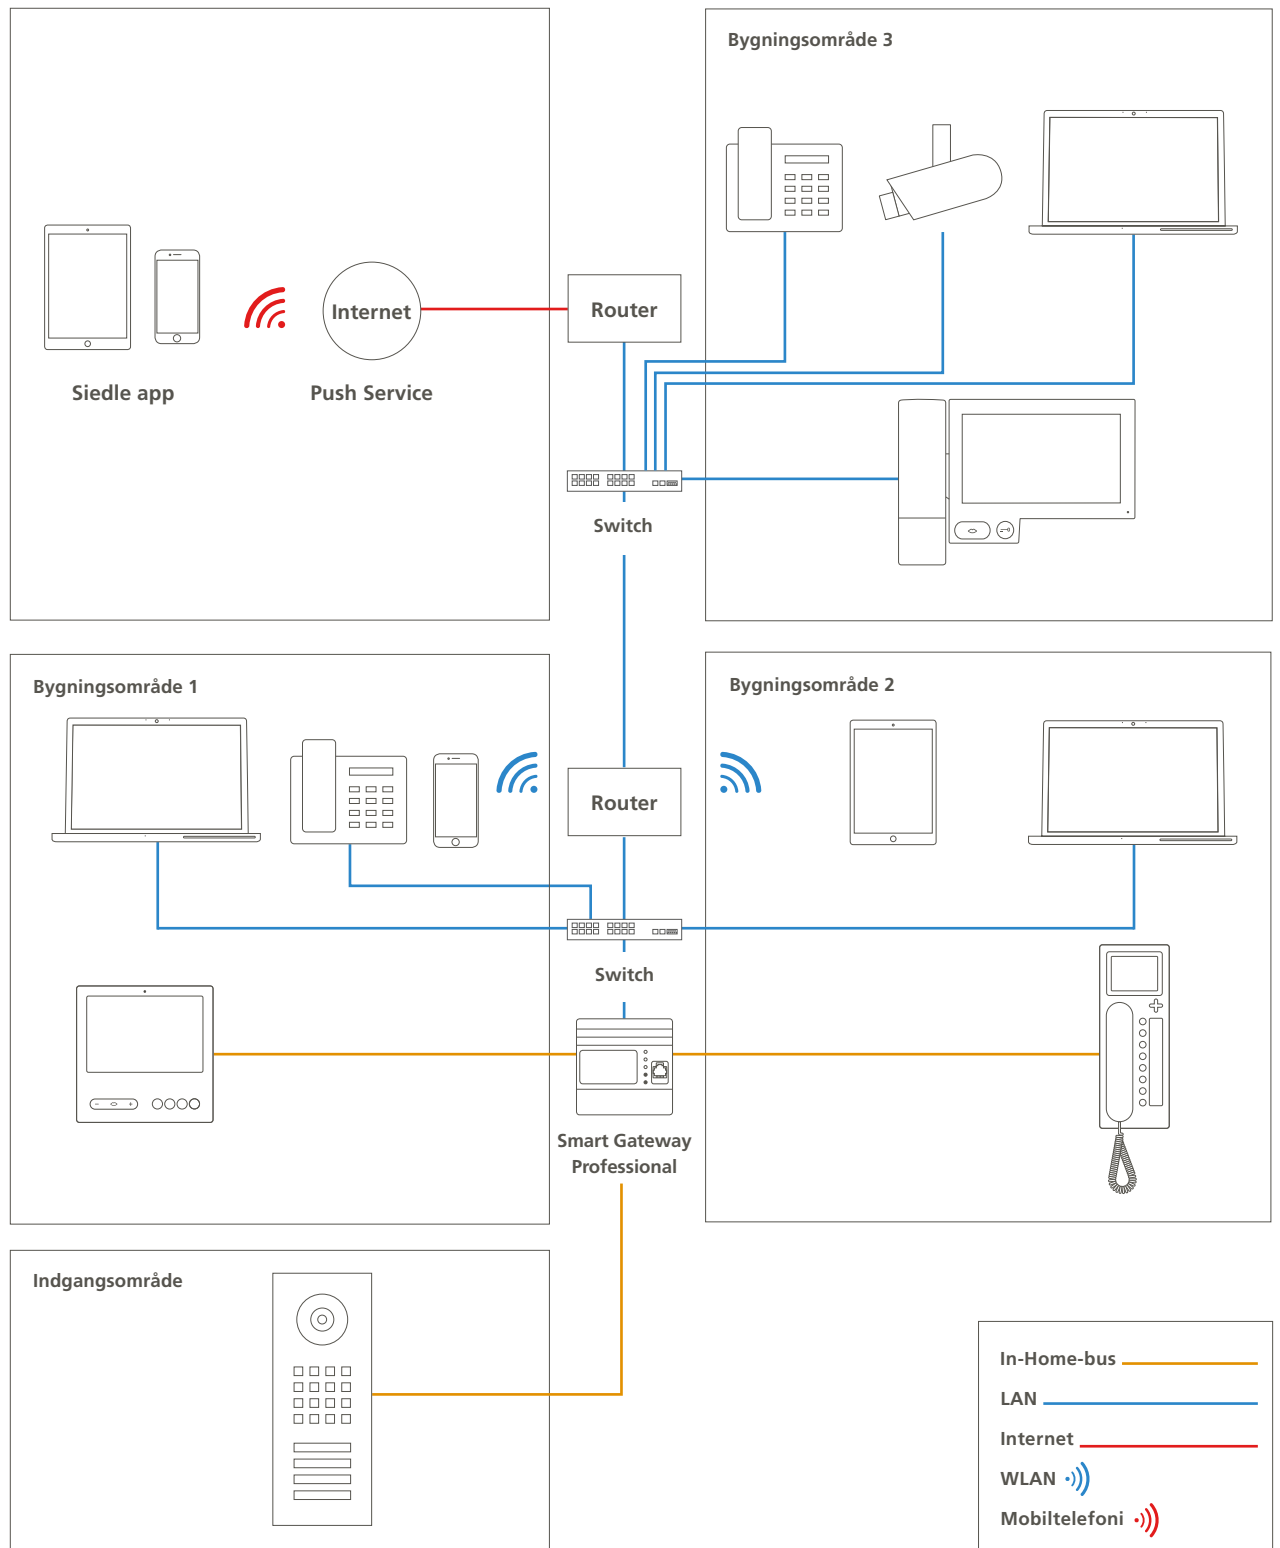 Bygningsområde 3
Internet
Router
Siedle app
Push Service
Switch
Bygningsområde 1
Bygningsområde 2
Router
Switch
Smart Gateway
Professional
Indgangsområde
In-Home-bus
LAN
Internet
WLAN
Mobiltelefoni